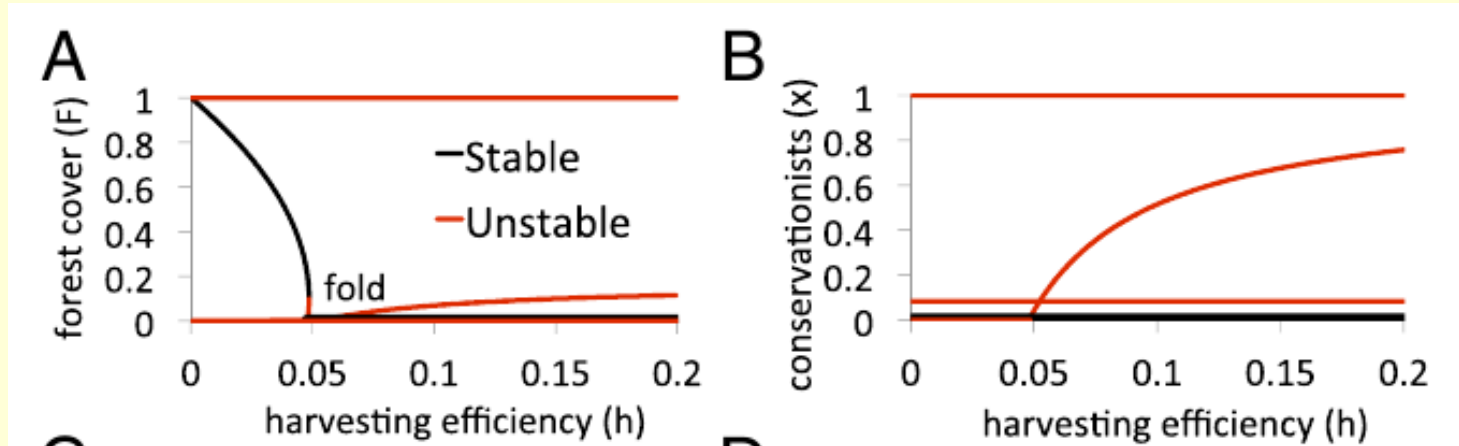 A
forest cover (F)
1
0.8
0.6
0.4
0.2
0
Stable
Unstable
fold
0 0.05 0.1 0.15 0.2
harvesting efficiency (h)
B
conservationists (x)
1
0.8
0.6
0.4
0.2
0
0 0.05 0.1 0.15 0.2
harvesting efficiency (h)